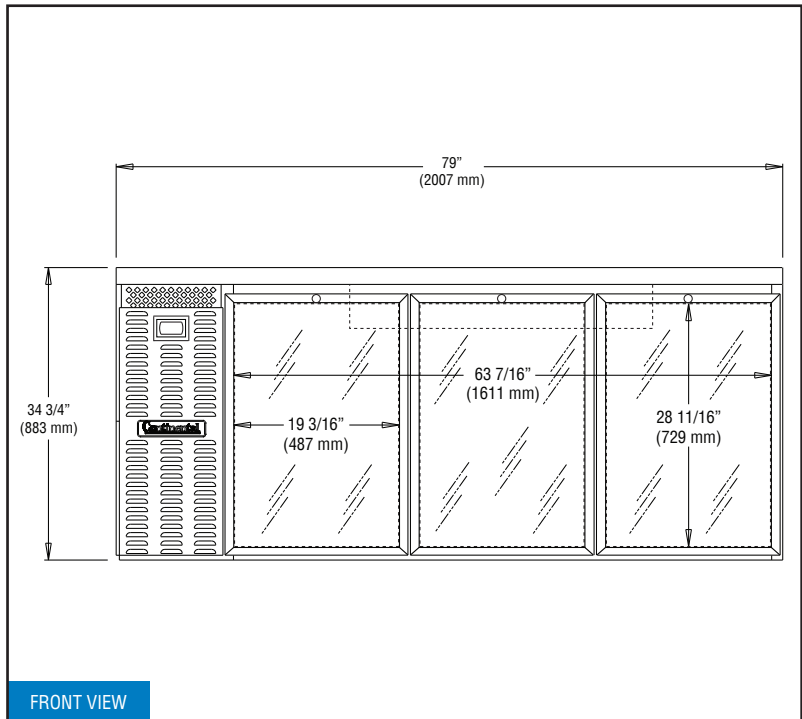 79”
(2007 mm)
34 3/4”
(883 mm)
Continental
63 7/16”
(1611 mm)
19 3/16”
(487 mm)
28 11/16”
(729 mm)
FRONT VIEW